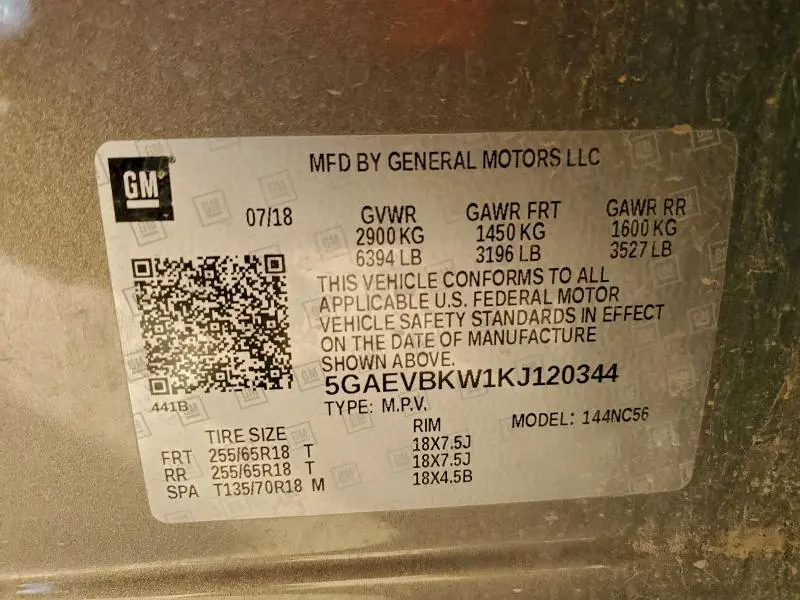 GM
MFD BY GENERAL MOTORS LLC
07/18 GVWR GAWR FRT GAWR RR
2900 KG 1450 KG 1600 KG
6394 LB 3196 LB 3527 LB
THIS VEHICLE CONFORMS TO ALL
APPLICABLE U.S. FEDERAL MOTOR
VEHICLE SAFETY STANDARDS IN EFFECT
ON THE DATE OF MANUFACTURE
SHOWN ABOVE.
5GAEVBKW1KJ120344
441B
TYPE: M.P.V. MODEL: 144NC56
TIRE SIZE RIM
FRT 255/65R18 T 18X7.5J
RR 255/65R18 T 18X7.5J
SPA T135/70R18 M 18X4.5B